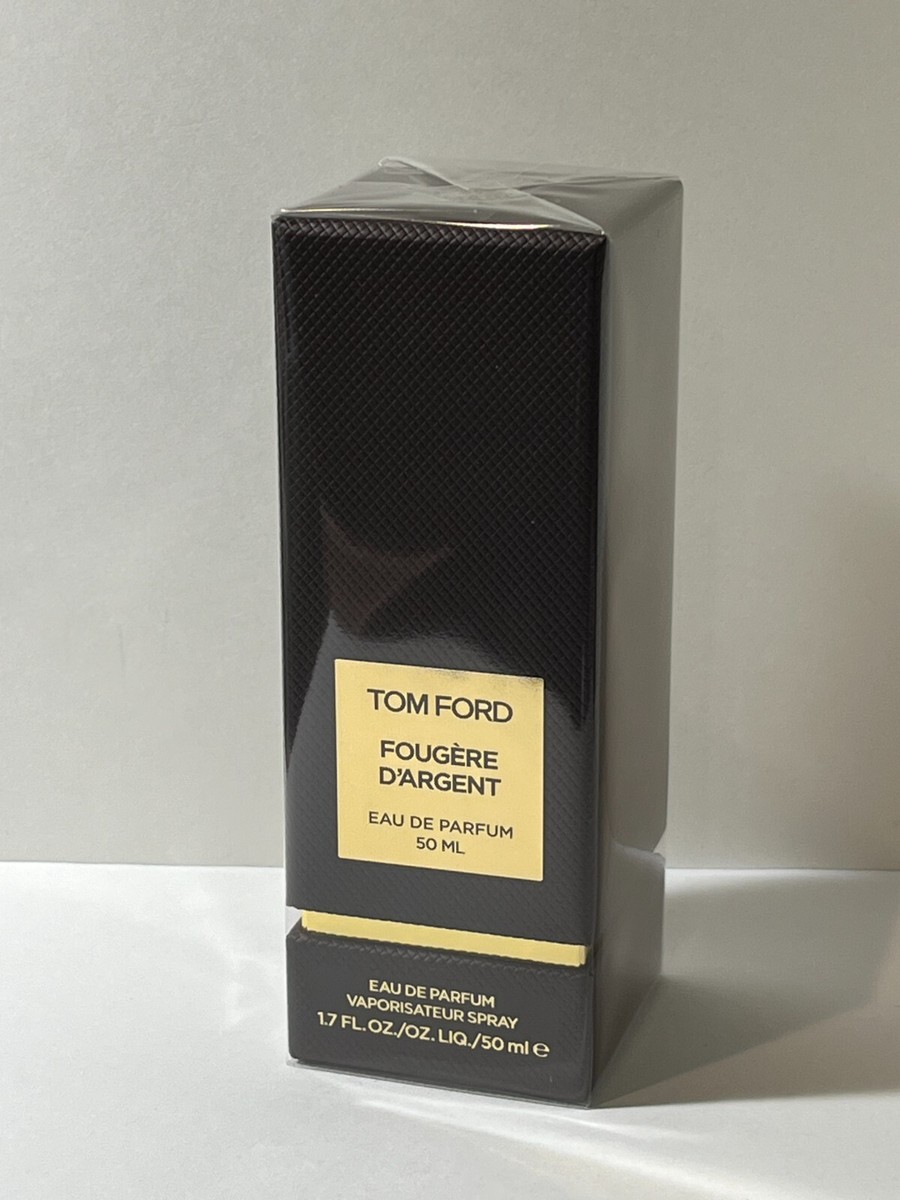 TOM FORD
FOUGÈRE
D'ARGENT
EAU DE PARFUM
50 ML
EAU DE PARFUM
VAPORISATEUR SPRAY
1.7 FL. OZ./OZ. LIQ./50 ml ℮